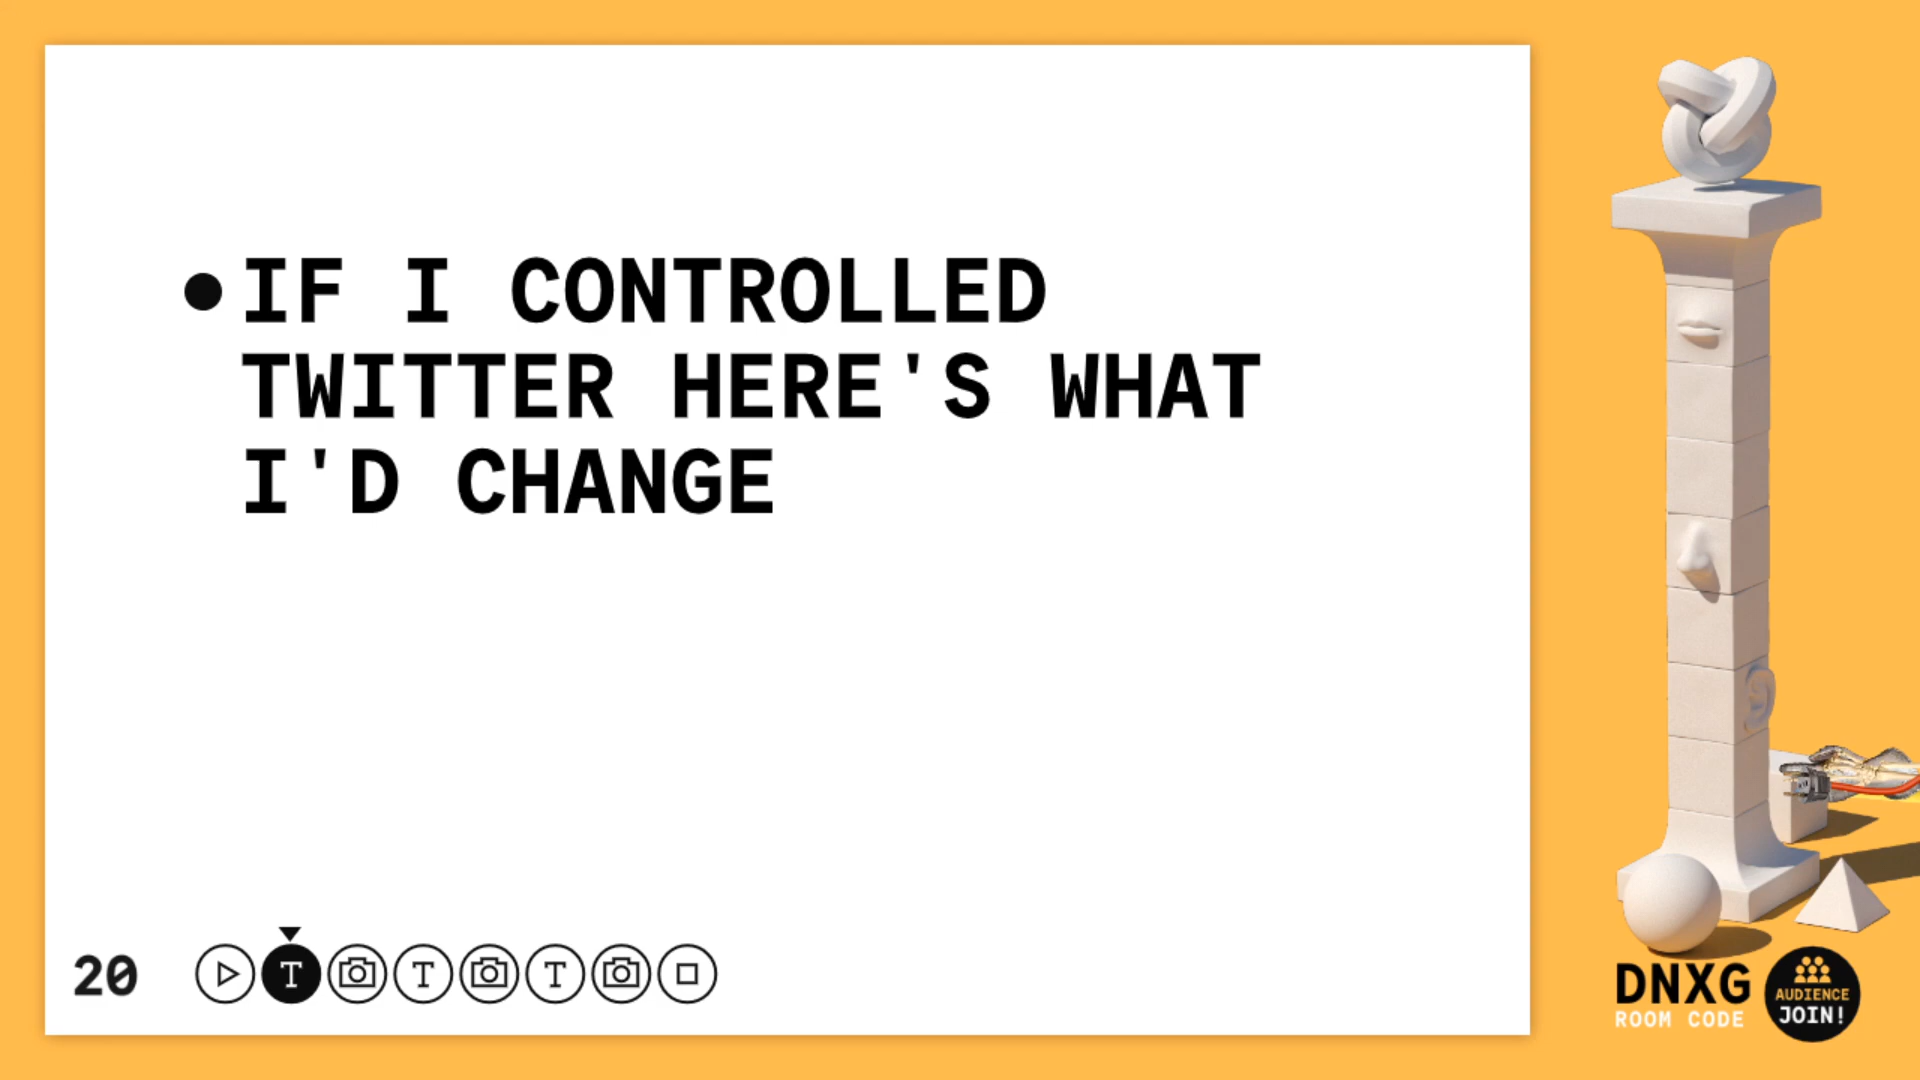 ●IF I CONTROLLED
TWITTER HERE'S WHAT
I'D CHANGE
20
T T T
DNXG
ROOM CODE
AUDIENCE
JOIN!